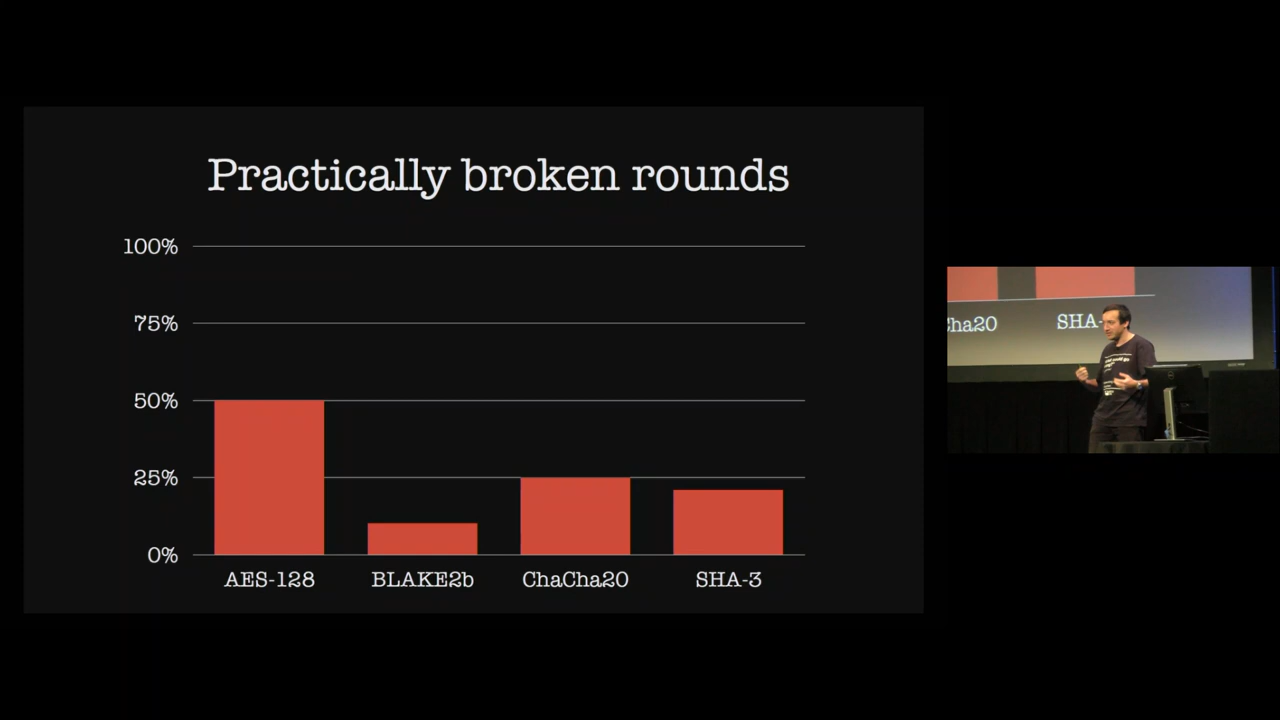 Practically broken rounds
100%
75%
50%
25%
0%
AES-128
BLAKE2b
ChaCha20
SHA-3
Cha20
SHA-